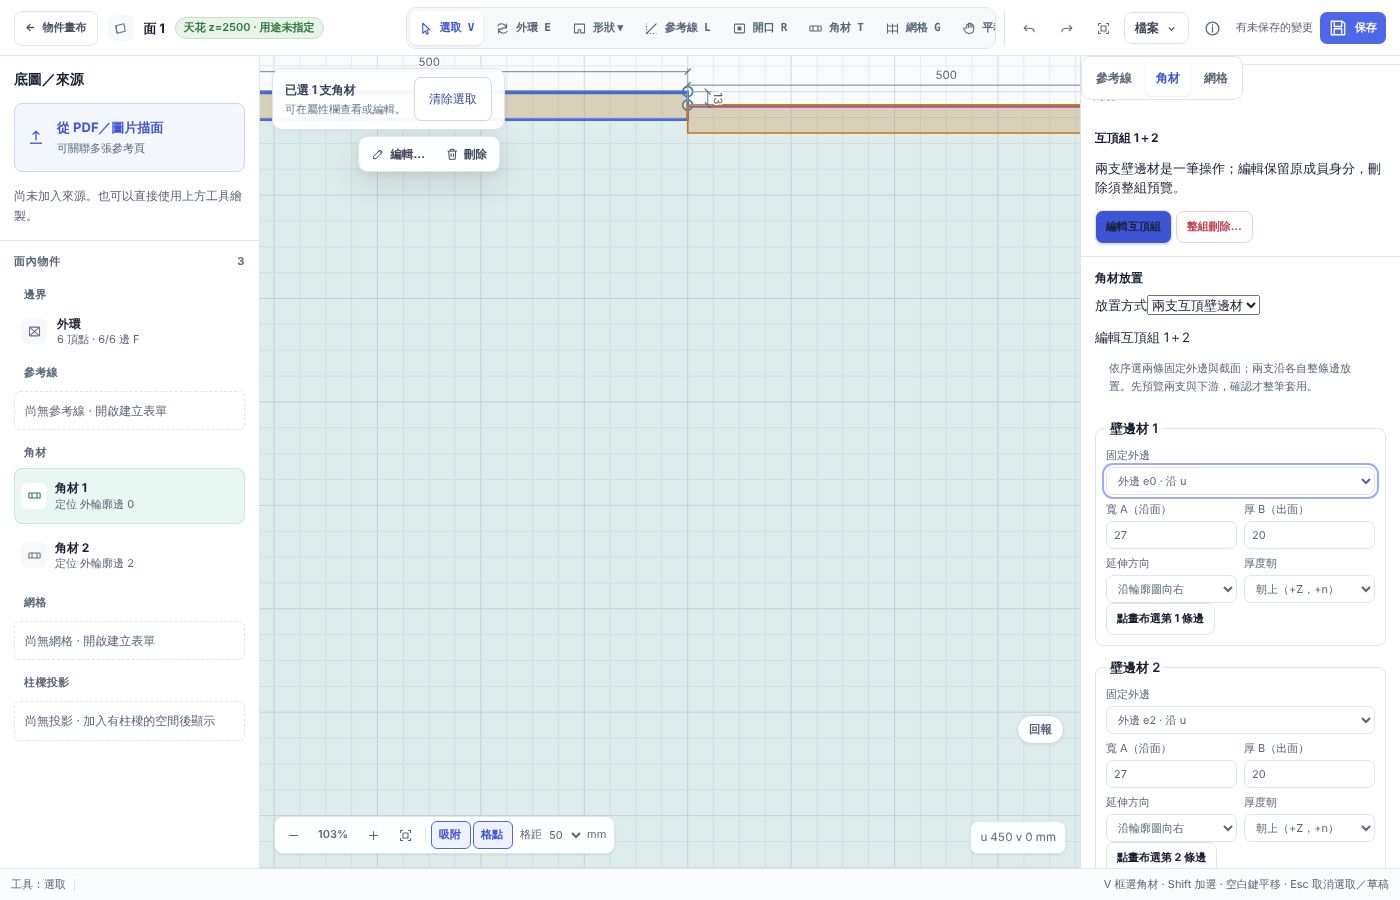 物件畫布
面 1
天花 z=2500 · 用途未指定
選取 V
外環 E
形狀▾
參考線 L
開口 R
角材 T
網格 G
檔案
有未保存的變更
保存
底圖／來源
從 PDF／圖片描面
可關聯多張參考頁
尚未加入來源。也可以直接使用上方工具繪
製。
面內物件
3
邊界
外環
6 頂點 · 6/6 邊 F
參考線
尚無參考線 · 開啟建立表單
角材
角材 1
定位 外輪廓邊 0
角材 2
定位 外輪廓邊 2
網格
尚無網格 · 開啟建立表單
柱樑投影
尚無投影 · 加入有柱樑的空間後顯示
500
500
13
已選 1 支角材
可在屬性欄查看或編輯。
清除選取
編輯…
刪除
回報
103%
吸附
格點
格距
50
mm
u 450 v 0 mm
參考線
角材
網格
互頂組 1＋2
兩支壁邊材是一筆操作；編輯保留原成員身分，刪
除須整組預覽。
編輯互頂組
整組刪除…
角材放置
放置方式
兩支互頂壁邊材
編輯互頂組 1＋2
依序選兩條固定外邊與截面；兩支沿各自整條邊放
置。先預覽兩支與下游，確認才整筆套用。
壁邊材 1
固定外邊
外邊 e0 · 沿 u
寬 A（沿面）
厚 B（出面）
27
20
延伸方向
厚度朝
沿輪廓圖向右
朝上（+Z，+n）
點畫布選第 1 條邊
壁邊材 2
固定外邊
外邊 e2 · 沿 u
寬 A（沿面）
厚 B（出面）
27
20
延伸方向
厚度朝
沿輪廓圖向右
朝上（+Z，+n）
點畫布選第 2 條邊
工具：選取
V 框選角材 · Shift 加選 · 空白鍵平移 · Esc 取消選取／草稿